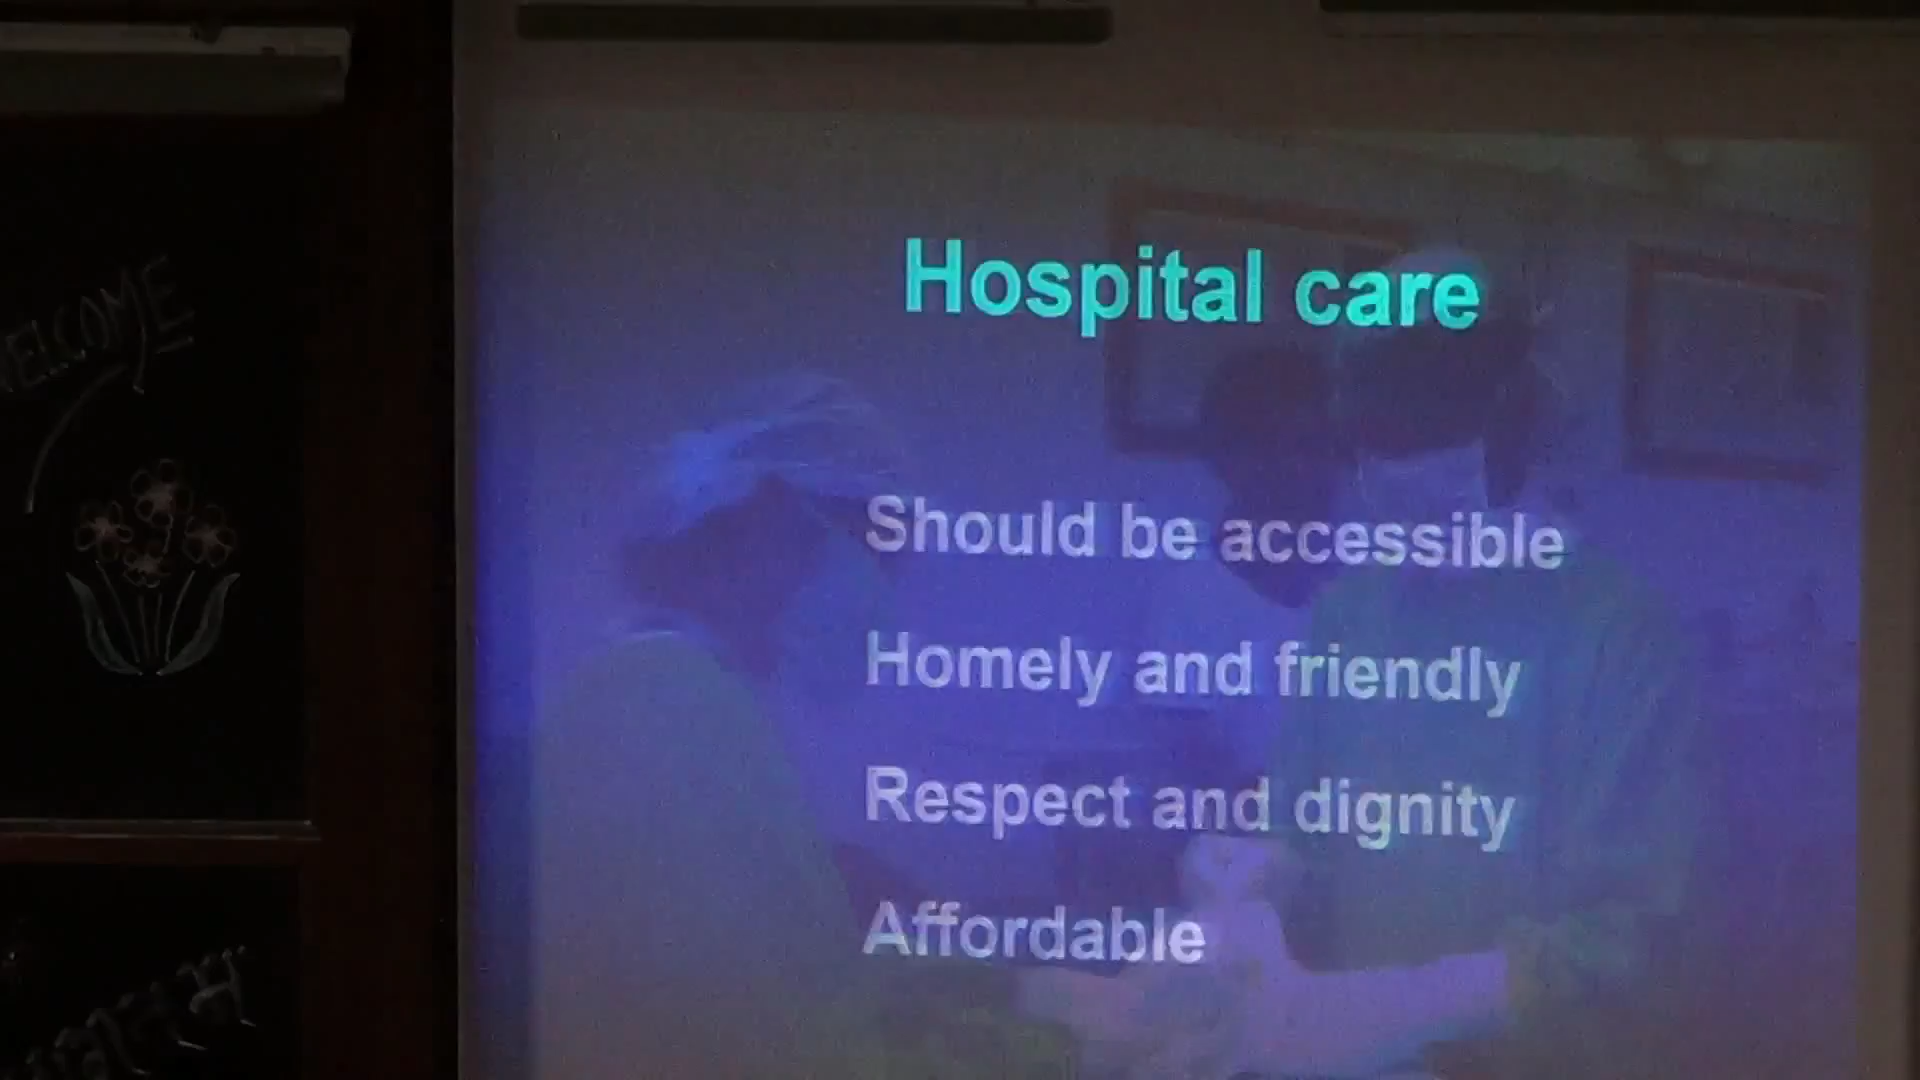 WELCOME
Hospital care
Should be accessible
Homely and friendly
Respect and dignity
Affordable